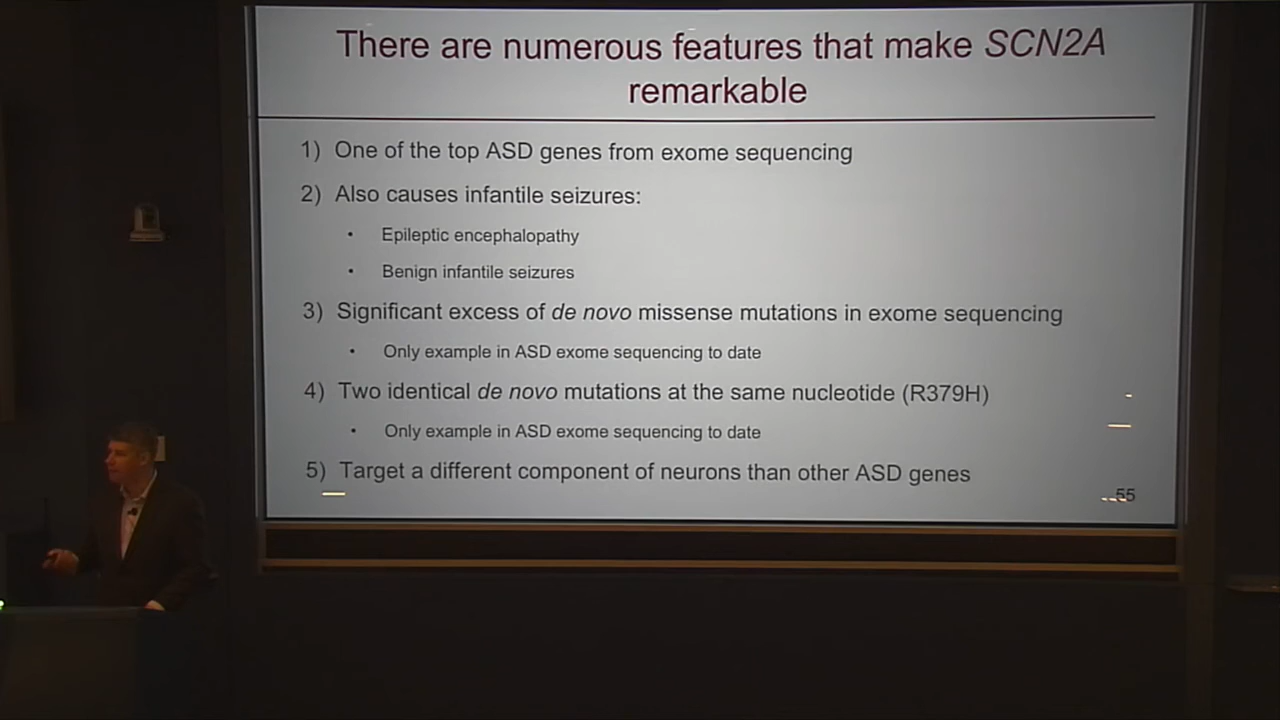 There are numerous features that make SCN2A
remarkable
1) One of the top ASD genes from exome sequencing
2) Also causes infantile seizures:
• Epileptic encephalopathy
• Benign infantile seizures
3) Significant excess of de novo missense mutations in exome sequencing
• Only example in ASD exome sequencing to date
4) Two identical de novo mutations at the same nucleotide (R379H)
• Only example in ASD exome sequencing to date
5) Target a different component of neurons than other ASD genes
55